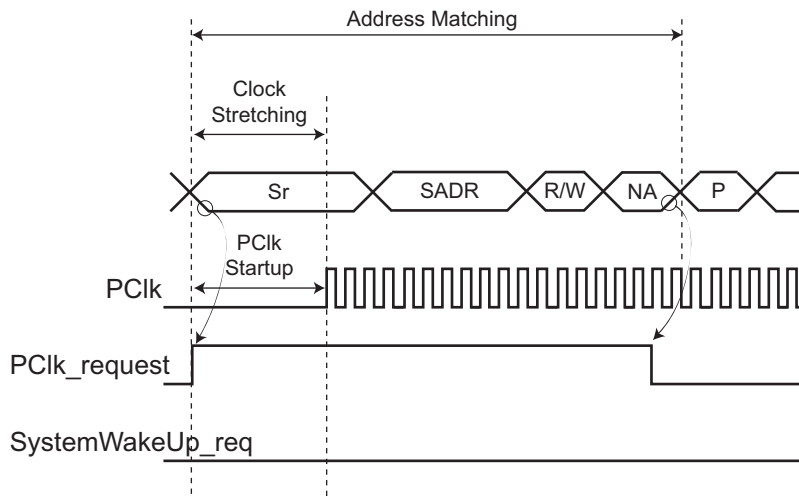 Address Matching
Clock
Stretching
Sr
SADR
R/W
NA
P
PClk
Startup
PClk
PClk_request
SystemWakeUp_req